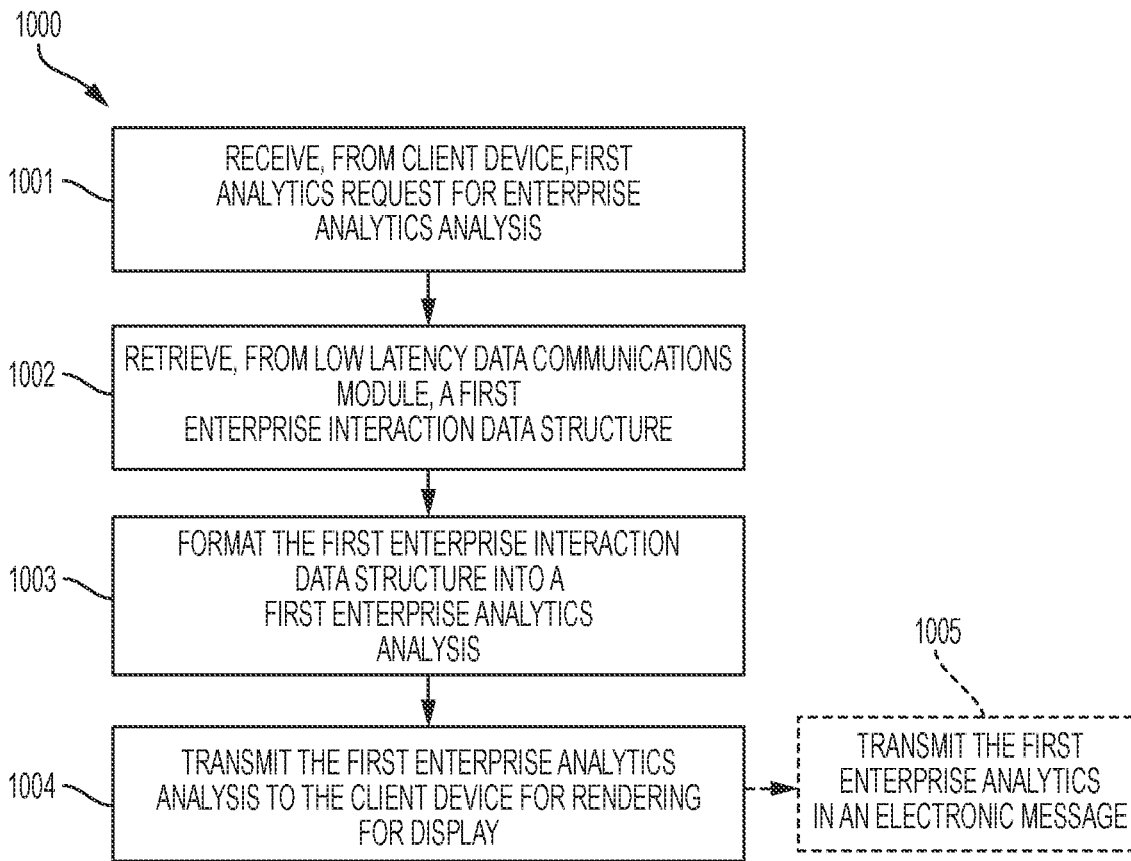 1000
1001
RECEIVE, FROM CLIENT DEVICE,FIRST
ANALYTICS REQUEST FOR ENTERPRISE
ANALYTICS ANALYSIS
1002
RETRIEVE, FROM LOW LATENCY DATA COMMUNICATIONS
MODULE, A FIRST
ENTERPRISE INTERACTION DATA STRUCTURE
1003
FORMAT THE FIRST ENTERPRISE INTERACTION
DATA STRUCTURE INTO A
FIRST ENTERPRISE ANALYTICS
ANALYSIS
1004
TRANSMIT THE FIRST ENTERPRISE ANALYTICS
ANALYSIS TO THE CLIENT DEVICE FOR RENDERING
FOR DISPLAY
1005
TRANSMIT THE FIRST
ENTERPRISE ANALYTICS
IN AN ELECTRONIC MESSAGE